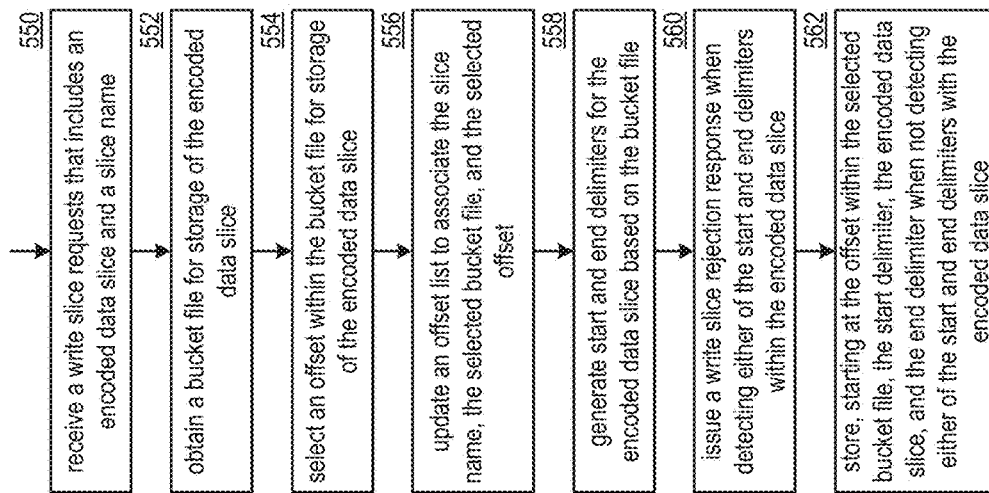 550
receive a write slice requests that includes an
encoded data slice and a slice name
552
obtain a bucket file for storage of the encoded
data slice
554
select an offset within the bucket file for storage
of the encoded data slice
556
update an offset list to associate the slice
name, the selected bucket file, and the selected
offset
558
generate start and end delimiters for the
encoded data slice based on the bucket file
560
issue a write slice rejection response when
detecting either of the start and end delimiters
within the encoded data slice
562
store, starting at the offset within the selected
bucket file, the start delimiter, the encoded data
slice, and the end delimiter when not detecting
either of the start and end delimiters with the
encoded data slice